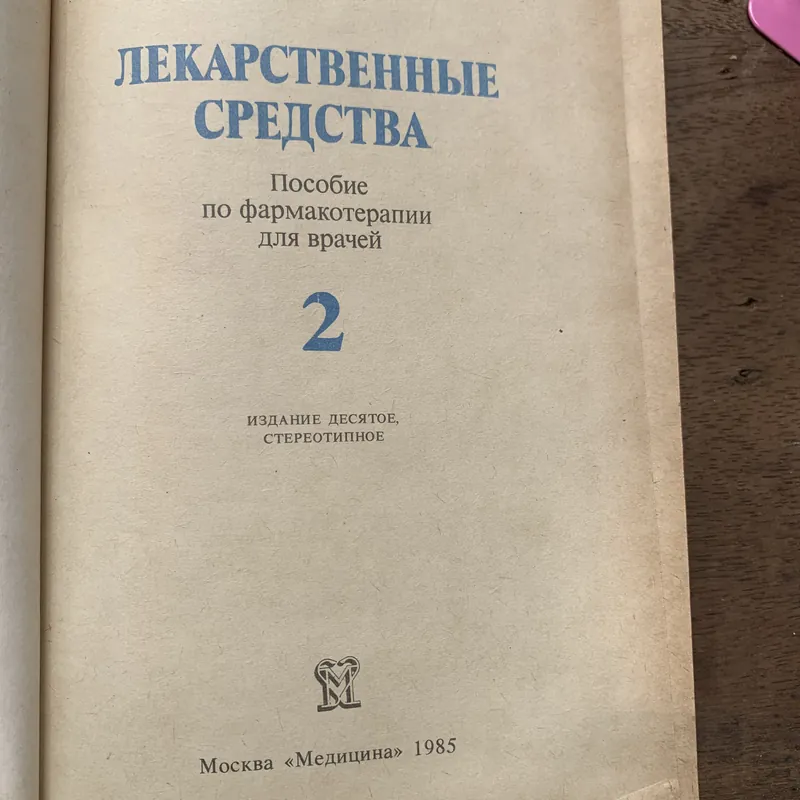 ЛЕКАРСТВЕННЫЕ
СРЕДСТВА
Пособие
по фармакотерапии
для врачей
2
ИЗДАНИЕ ДЕСЯТОЕ,
СТЕРЕОТИПНОЕ
М
Москва «Медицина» 1985